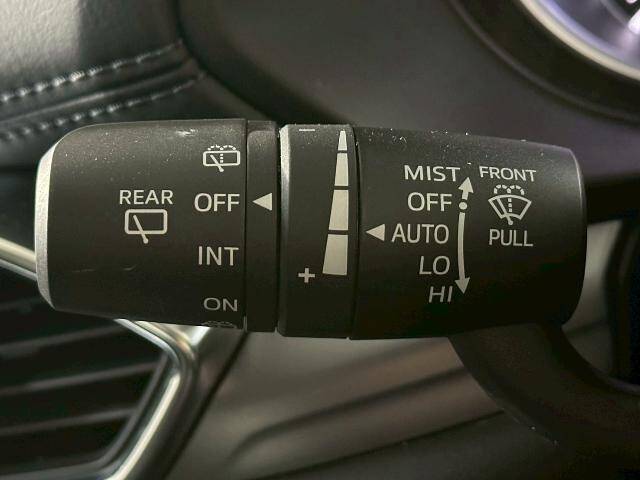 REAR
OFF
INT
ON
−
+
MIST
OFF
AUTO
LO
HI
FRONT
PULL